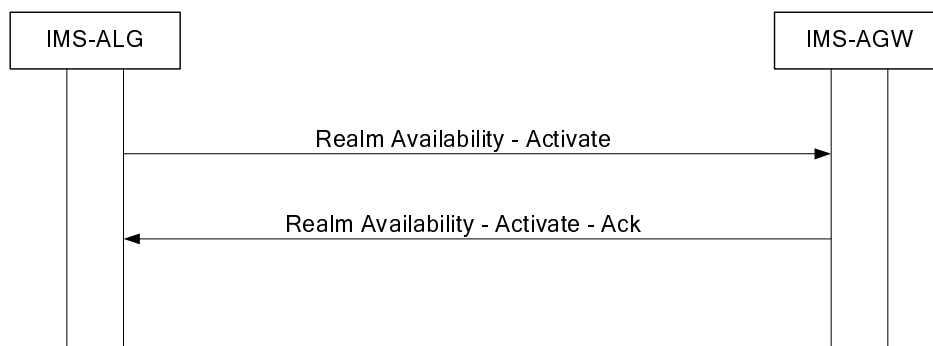 IMS-ALG
IMS-AGW
Realm Availability - Activate
Realm Availability - Activate - Ack